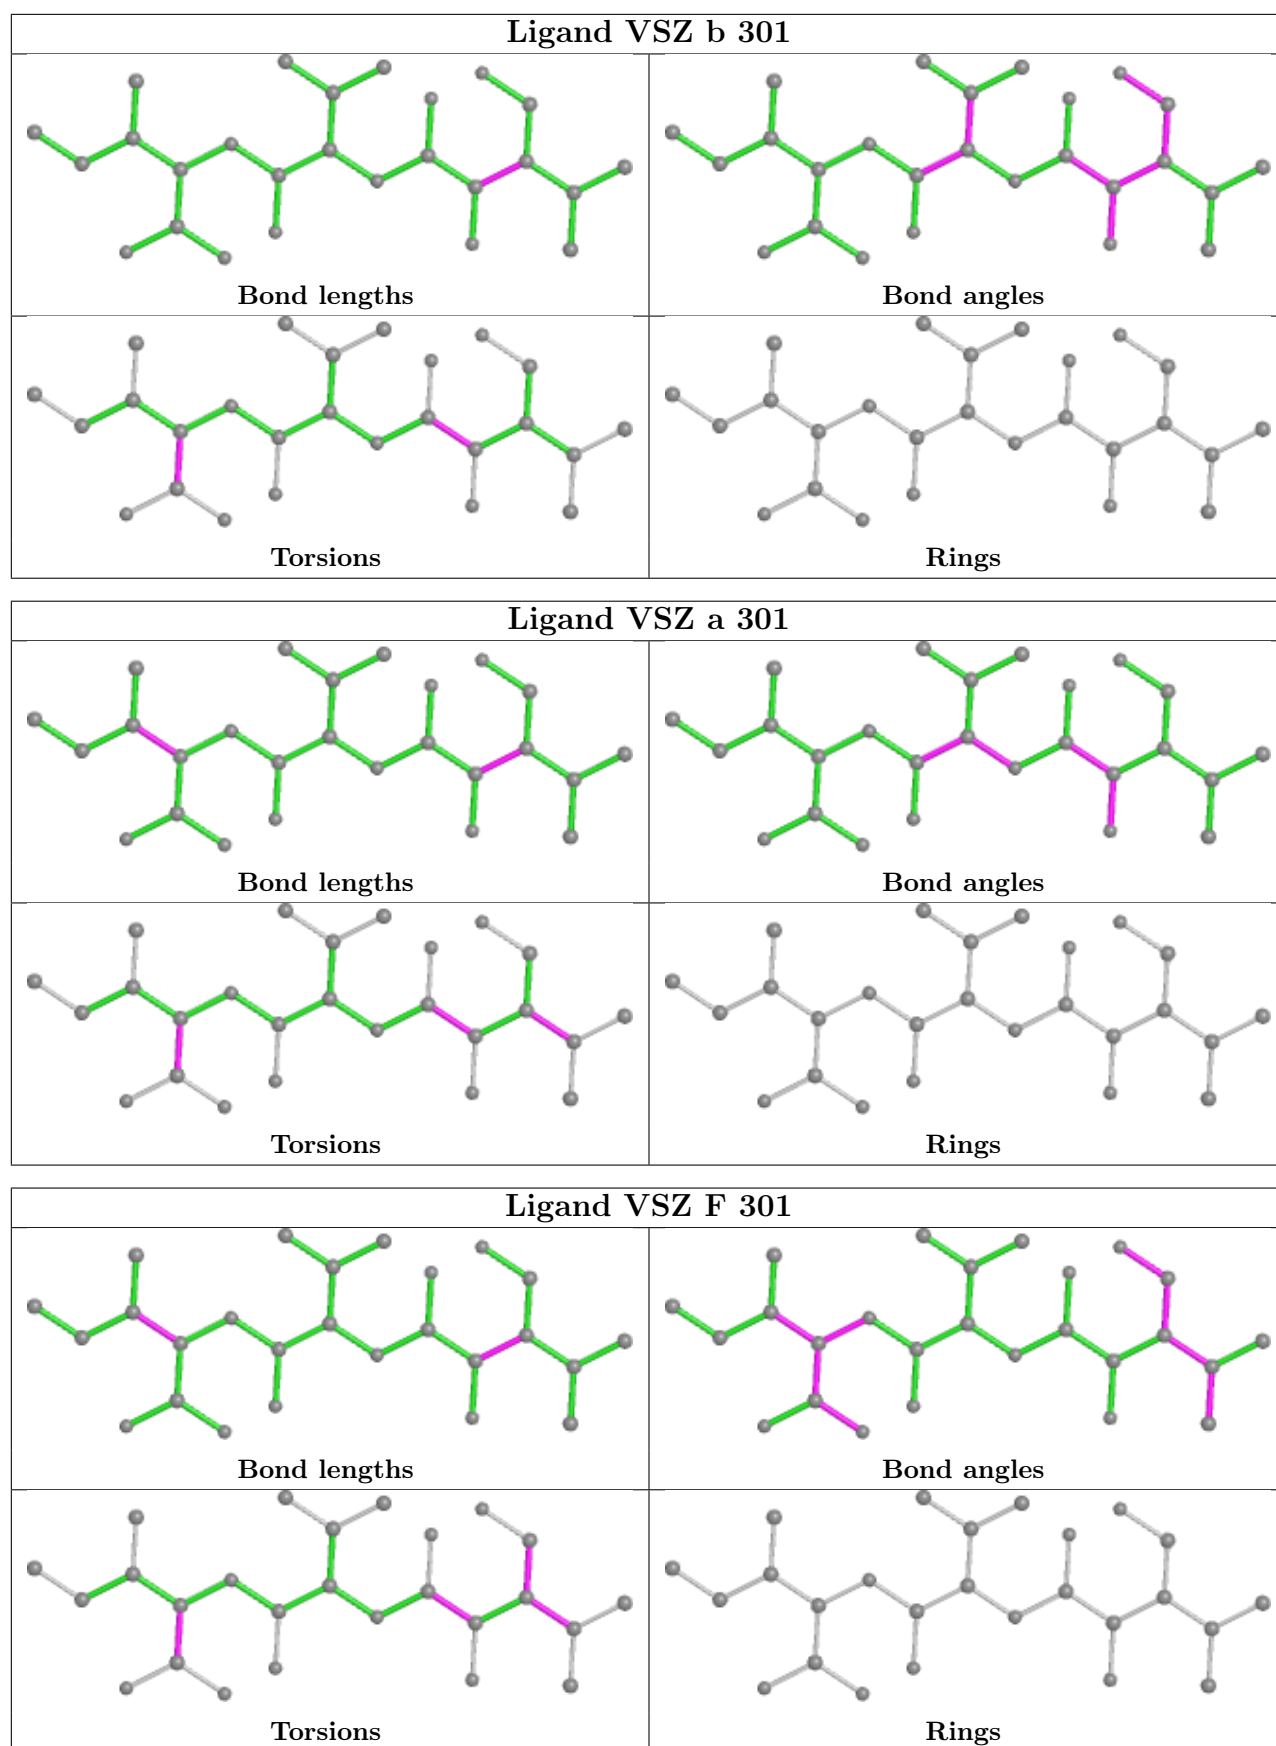 Ligand VSZ b 301
Bond lengths
Bond angles
Torsions
Rings
Ligand VSZ a 301
Bond lengths
Bond angles
Torsions
Rings
Ligand VSZ F 301
Bond lengths
Bond angles
Torsions
Rings